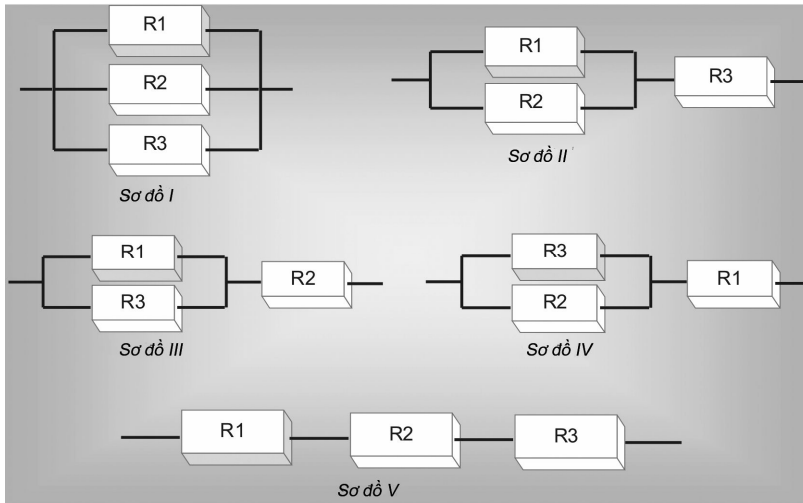 R1
R2
R3
Sơ đồ I
R1
R2
R3
Sơ đồ II
R1
R3
R2
Sơ đồ III
R3
R2
R1
Sơ đồ IV
R1
R2
R3
Sơ đồ V